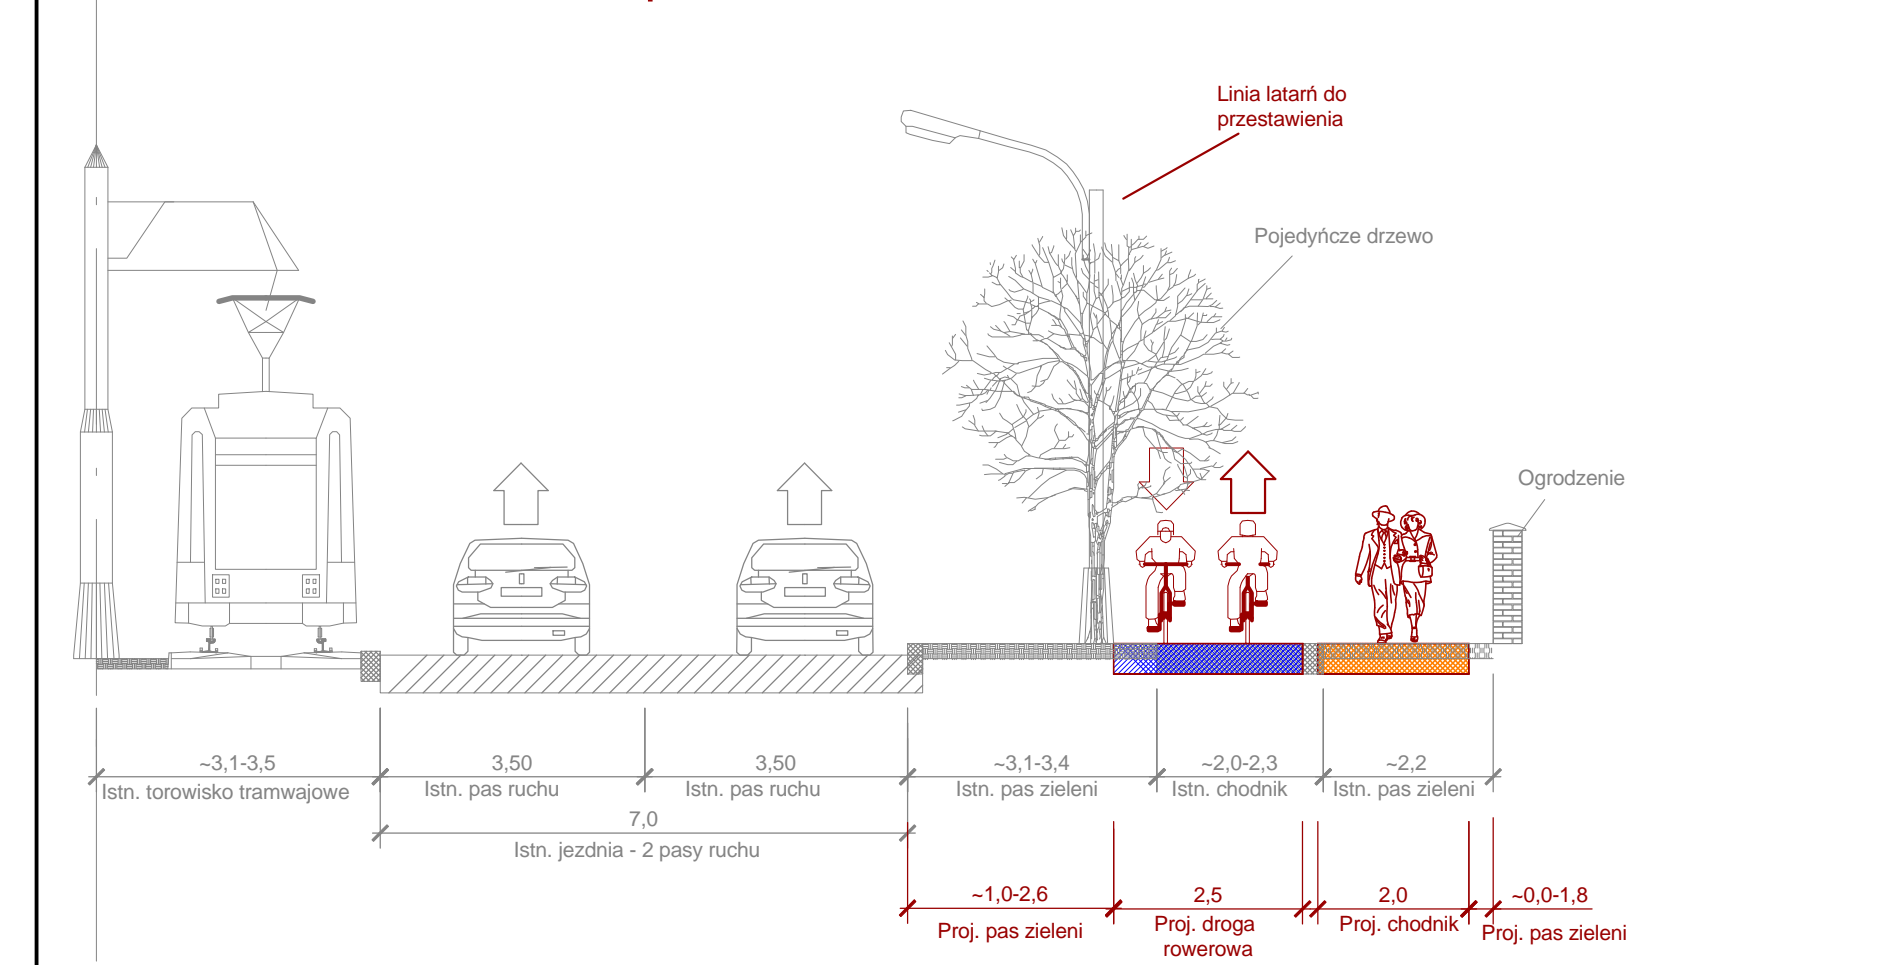 Linia latarń do
przestawienia
Pojedyńcze drzewo
Ogrodzenie
~3,1-3,5
Istn. torowisko tramwajowe
3,50
Istn. pas ruchu
3,50
Istn. pas ruchu
~3,1-3,4
Istn. pas zieleni
~2,0-2,3
Istn. chodnik
~2,2
Istn. pas zieleni
7,0
Istn. jezdnia - 2 pasy ruchu
~1,0-2,6
Proj. pas zieleni
2,5
Proj. droga
rowerowa
2,0
Proj. chodnik
~0,0-1,8
Proj. pas zieleni